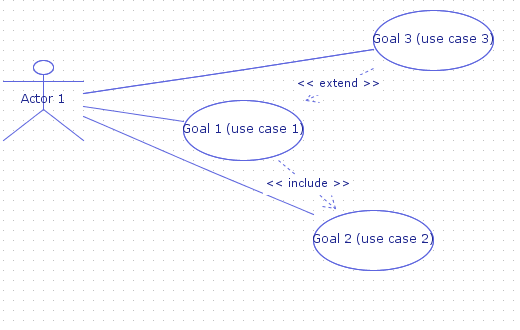 Goal 3 (use case 3)
<< extend >>
Actor 1
Goal 1 (use case 1)
<< include >>
Goal 2 (use case 2)